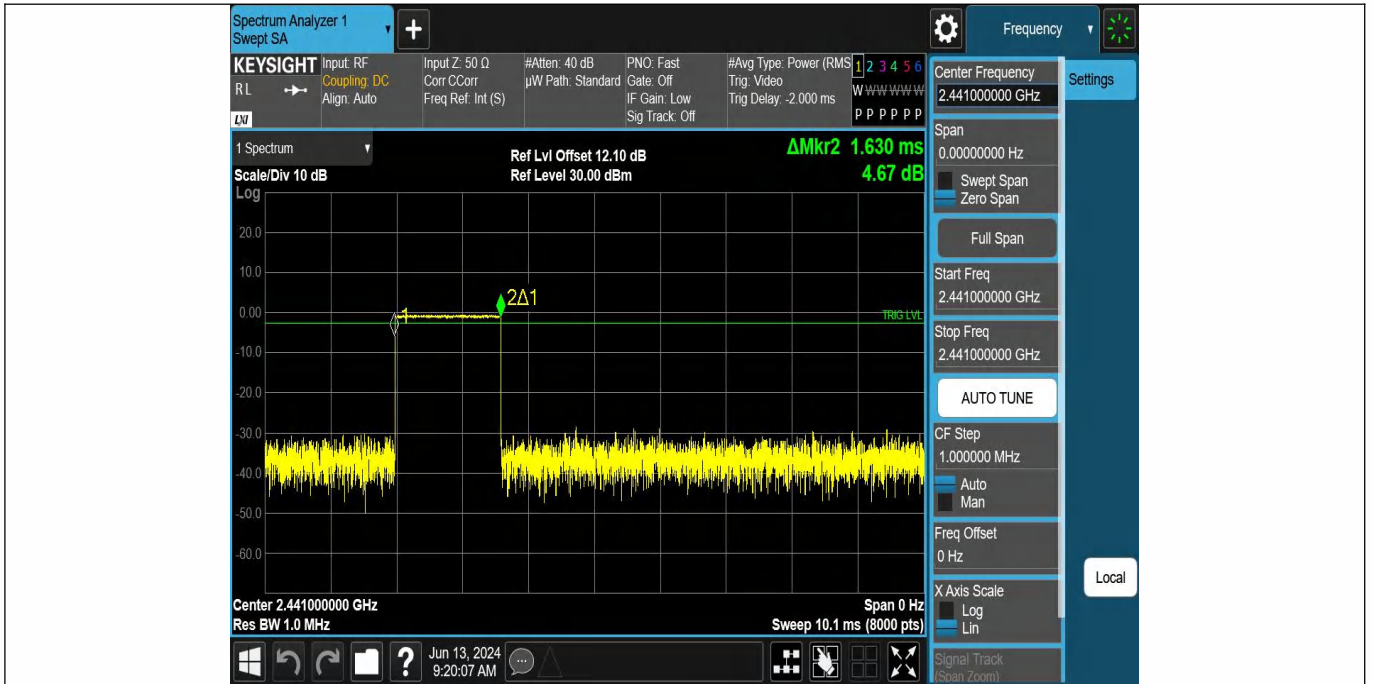 Spectrum Analyzer 1
Swept SA
+
Frequency
KEYSIGHT
RL
LXI
Input: RF
Coupling: DC
Align: Auto
Input Z: 50 Ω
Corr CCorr
Freq Ref: Int (S)
#Atten: 40 dB
µW Path: Standard
PNO: Fast
Gate: Off
IF Gain: Low
Sig Track: Off
#Avg Type: Power (RMS
Trig: Video
Trig Delay: -2.000 ms
1 2 3 4 5 6
W W W W W W
P P P P P P
1 Spectrum
Scale/Div 10 dB
Ref Lvl Offset 12.10 dB
Ref Level 30.00 dBm
ΔMkr2 1.630 ms
4.67 dB
Log
20.0
10.0
0.00
-10.0
-20.0
-30.0
-40.0
-50.0
-60.0
1
2Δ1
TRIG LVL
Center 2.441000000 GHz
Res BW 1.0 MHz
Span 0 Hz
Sweep 10.1 ms (8000 pts)
Jun 13, 2024
9:20:07 AM
?
Center Frequency
2.441000000 GHz
Settings
Span
0.00000000 Hz
Swept Span
Zero Span
Full Span
Start Freq
2.441000000 GHz
Stop Freq
2.441000000 GHz
AUTO TUNE
CF Step
1.000000 MHz
Auto
Man
Freq Offset
0 Hz
X Axis Scale
Log
Lin
Local
Signal Track
(Span Zoom)